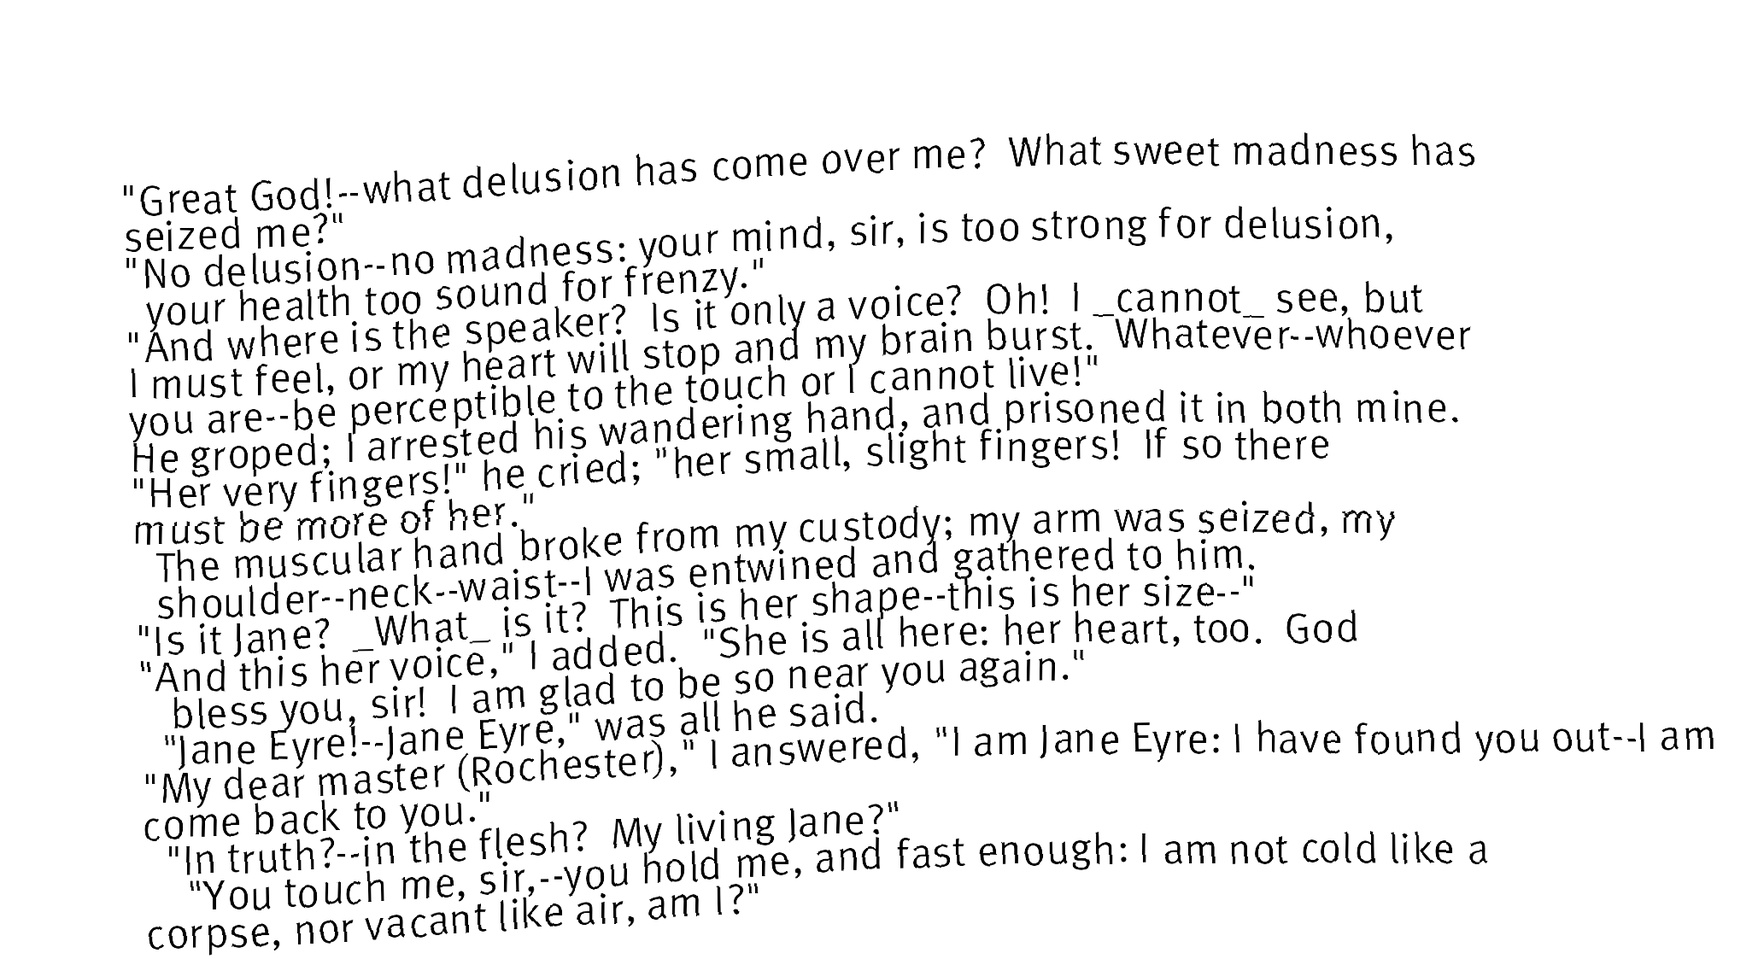 "Great God!--what delusion has come over me?  What sweet madness has
seized me?"
"No delusion--no madness: your mind, sir, is too strong for delusion,
your health too sound for frenzy."
"And where is the speaker?  Is it only a voice?  Oh!  I _cannot_ see, but
I must feel, or my heart will stop and my brain burst.  Whatever--whoever
you are--be perceptible to the touch or I cannot live!"
He groped; I arrested his wandering hand, and prisoned it in both mine.
"Her very fingers!" he cried; "her small, slight fingers!  If so there
must be more of her."
The muscular hand broke from my custody; my arm was seized, my
shoulder--neck--waist--I was entwined and gathered to him.
"Is it Jane?  _What_ is it?  This is her shape--this is her size--"
"And this her voice," I added.  "She is all here: her heart, too.  God
bless you, sir!  I am glad to be so near you again."
"Jane Eyre!--Jane Eyre," was all he said.
"My dear master (Rochester)," I answered, "I am Jane Eyre: I have found you out--I am
come back to you."
"In truth?--in the flesh?  My living Jane?"
"You touch me, sir,--you hold me, and fast enough: I am not cold like a
corpse, nor vacant like air, am I?"